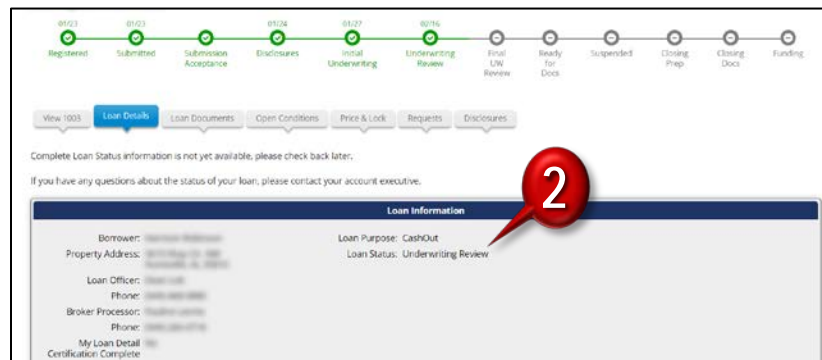 01/23 01/23 01/24 01/27 02/16
Registered Submitted Submission Acceptance Disclosures Initial Underwriting Underwriting Review Final UW Review Ready for Docs Suspended Closing Prep Closing Docs Funding
View 1003 Loan Details Loan Documents Open Conditions Price & Lock Requests Disclosures
Complete Loan Status information is not yet available, please check back later.
If you have any questions about the status of your loan, please contact your account executive.
2
Loan Information
Borrower: Loan Purpose: CashOut
Property Address: Loan Status: Underwriting Review
Loan Officer:
Phone:
Broker Processor:
Phone:
My Loan Detail
Certification Complete